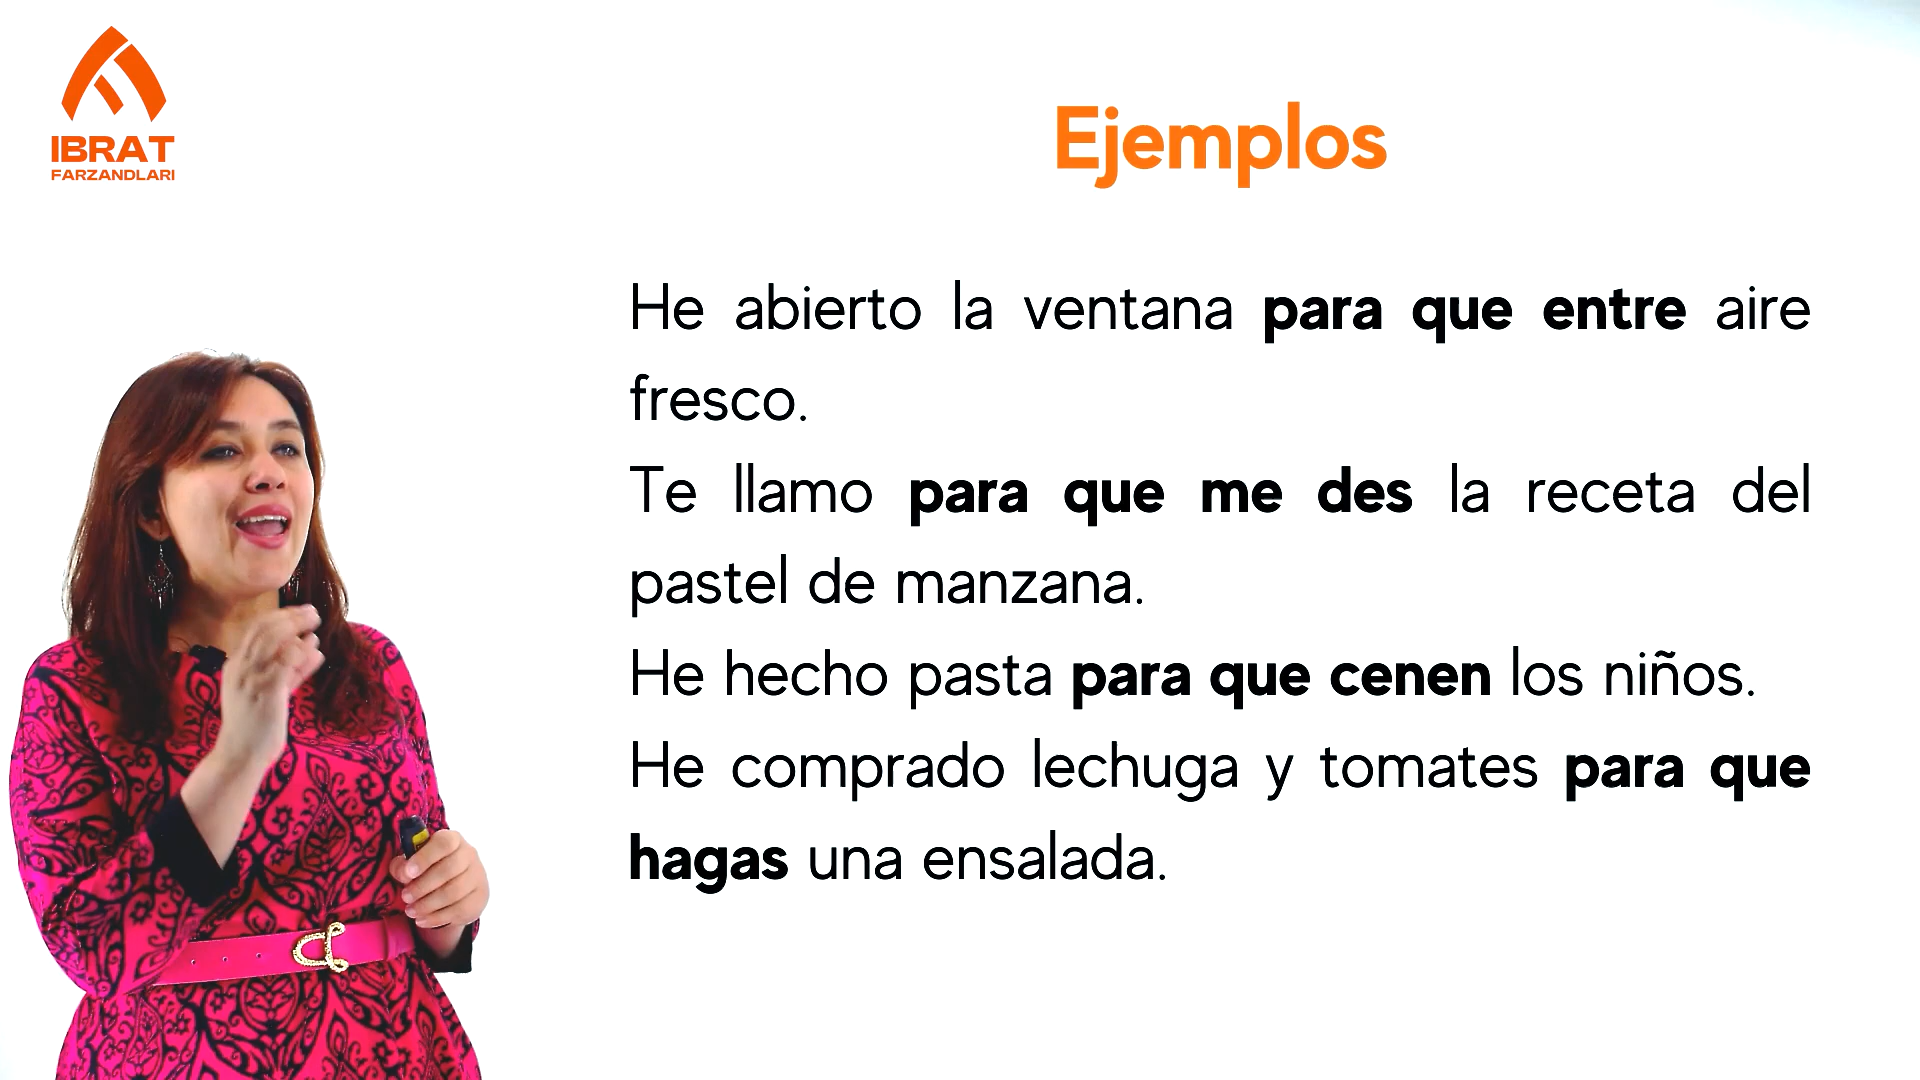 IBRAT
FARZANDLARI
Ejemplos
He abierto la ventana para que entre aire
fresco.
Te llamo para que me des la receta del
pastel de manzana.
He hecho pasta para que cenen los niños.
He comprado lechuga y tomates para que
hagas una ensalada.